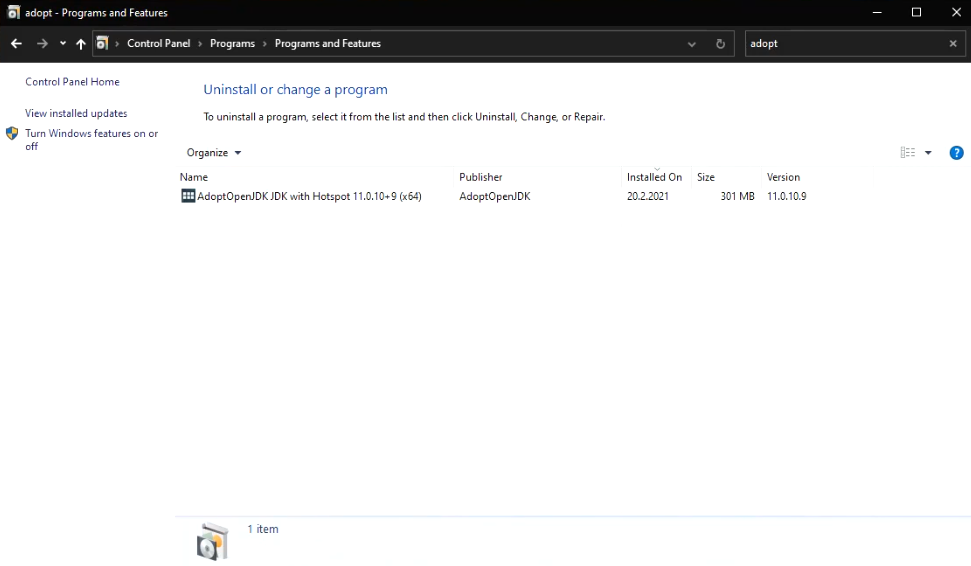 adopt - Programs and Features
Control Panel > Programs > Programs and Features
adopt
Control Panel Home
View installed updates
Turn Windows features on or
off
Uninstall or change a program
To uninstall a program, select it from the list and then click Uninstall, Change, or Repair.
Organize
?
Name Publisher Installed On Size Version
AdoptOpenJDK JDK with Hotspot 11.0.10+9 (x64) AdoptOpenJDK 20.2.2021 301 MB 11.0.10.9
1 item